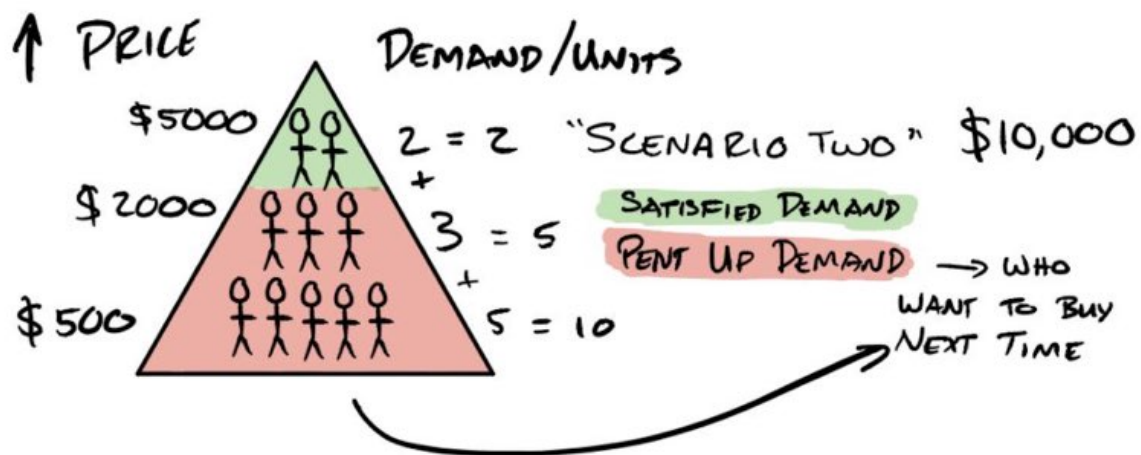 ↑ PRICE DEMAND/UNITS
$5000 2 = 2 "SCENARIO TWO" $10,000
+
$2000 3 = 5 SATISFIED DEMAND
PENT UP DEMAND → WHO
+
WANT TO BUY
$500 5 = 10 NEXT TIME